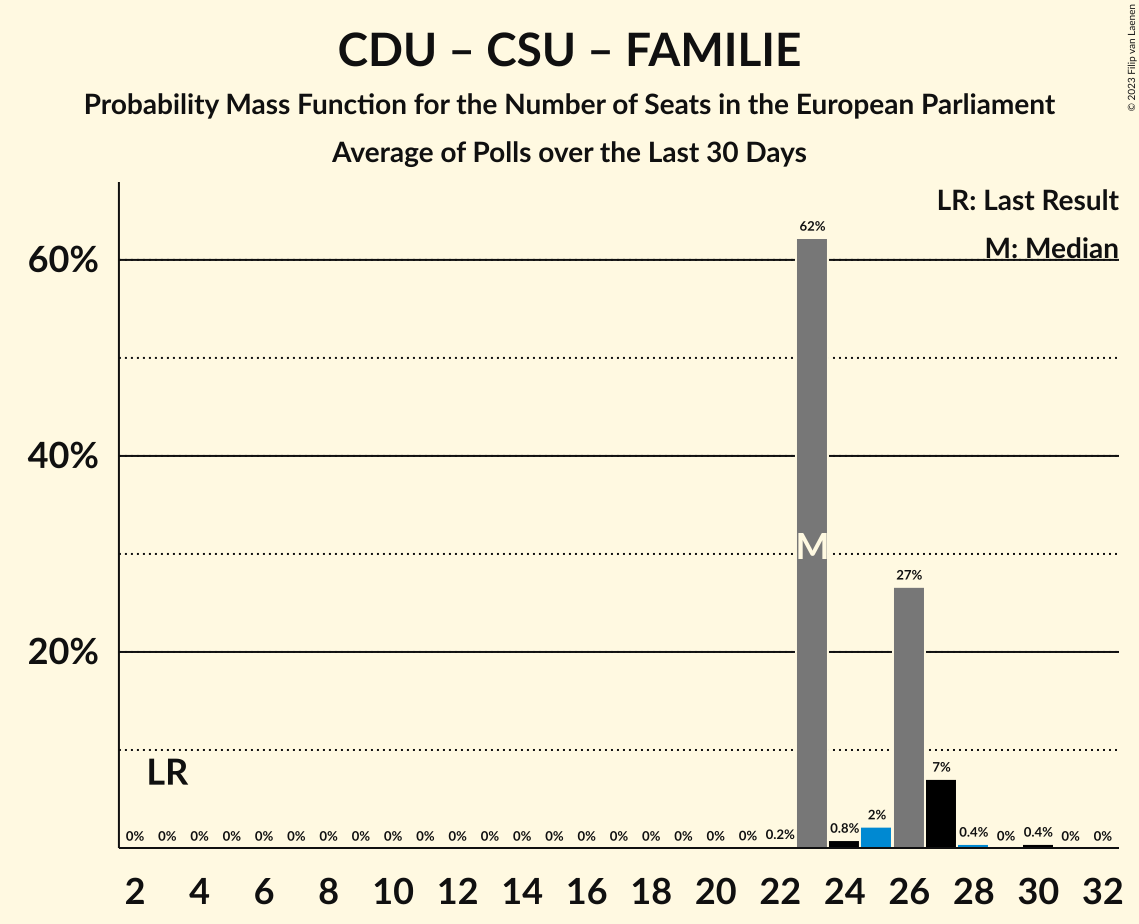 CDU – CSU – FAMILIE
Probability Mass Function for the Number of Seats in the European Parliament
Average of Polls over the Last 30 Days
© 2023 Filip van Laenen
LR: Last Result
M: Median
62%
60%
40%
M
27%
20%
LR
7%
0% 0% 0% 0% 0% 0% 0% 0% 0% 0% 0% 0% 0% 0% 0% 0% 0% 0% 0% 0% 0.2% 0.8% 2% 0.4% 0% 0.4% 0% 0%
2 4 6 8 10 12 14 16 18 20 22 24 26 28 30 32